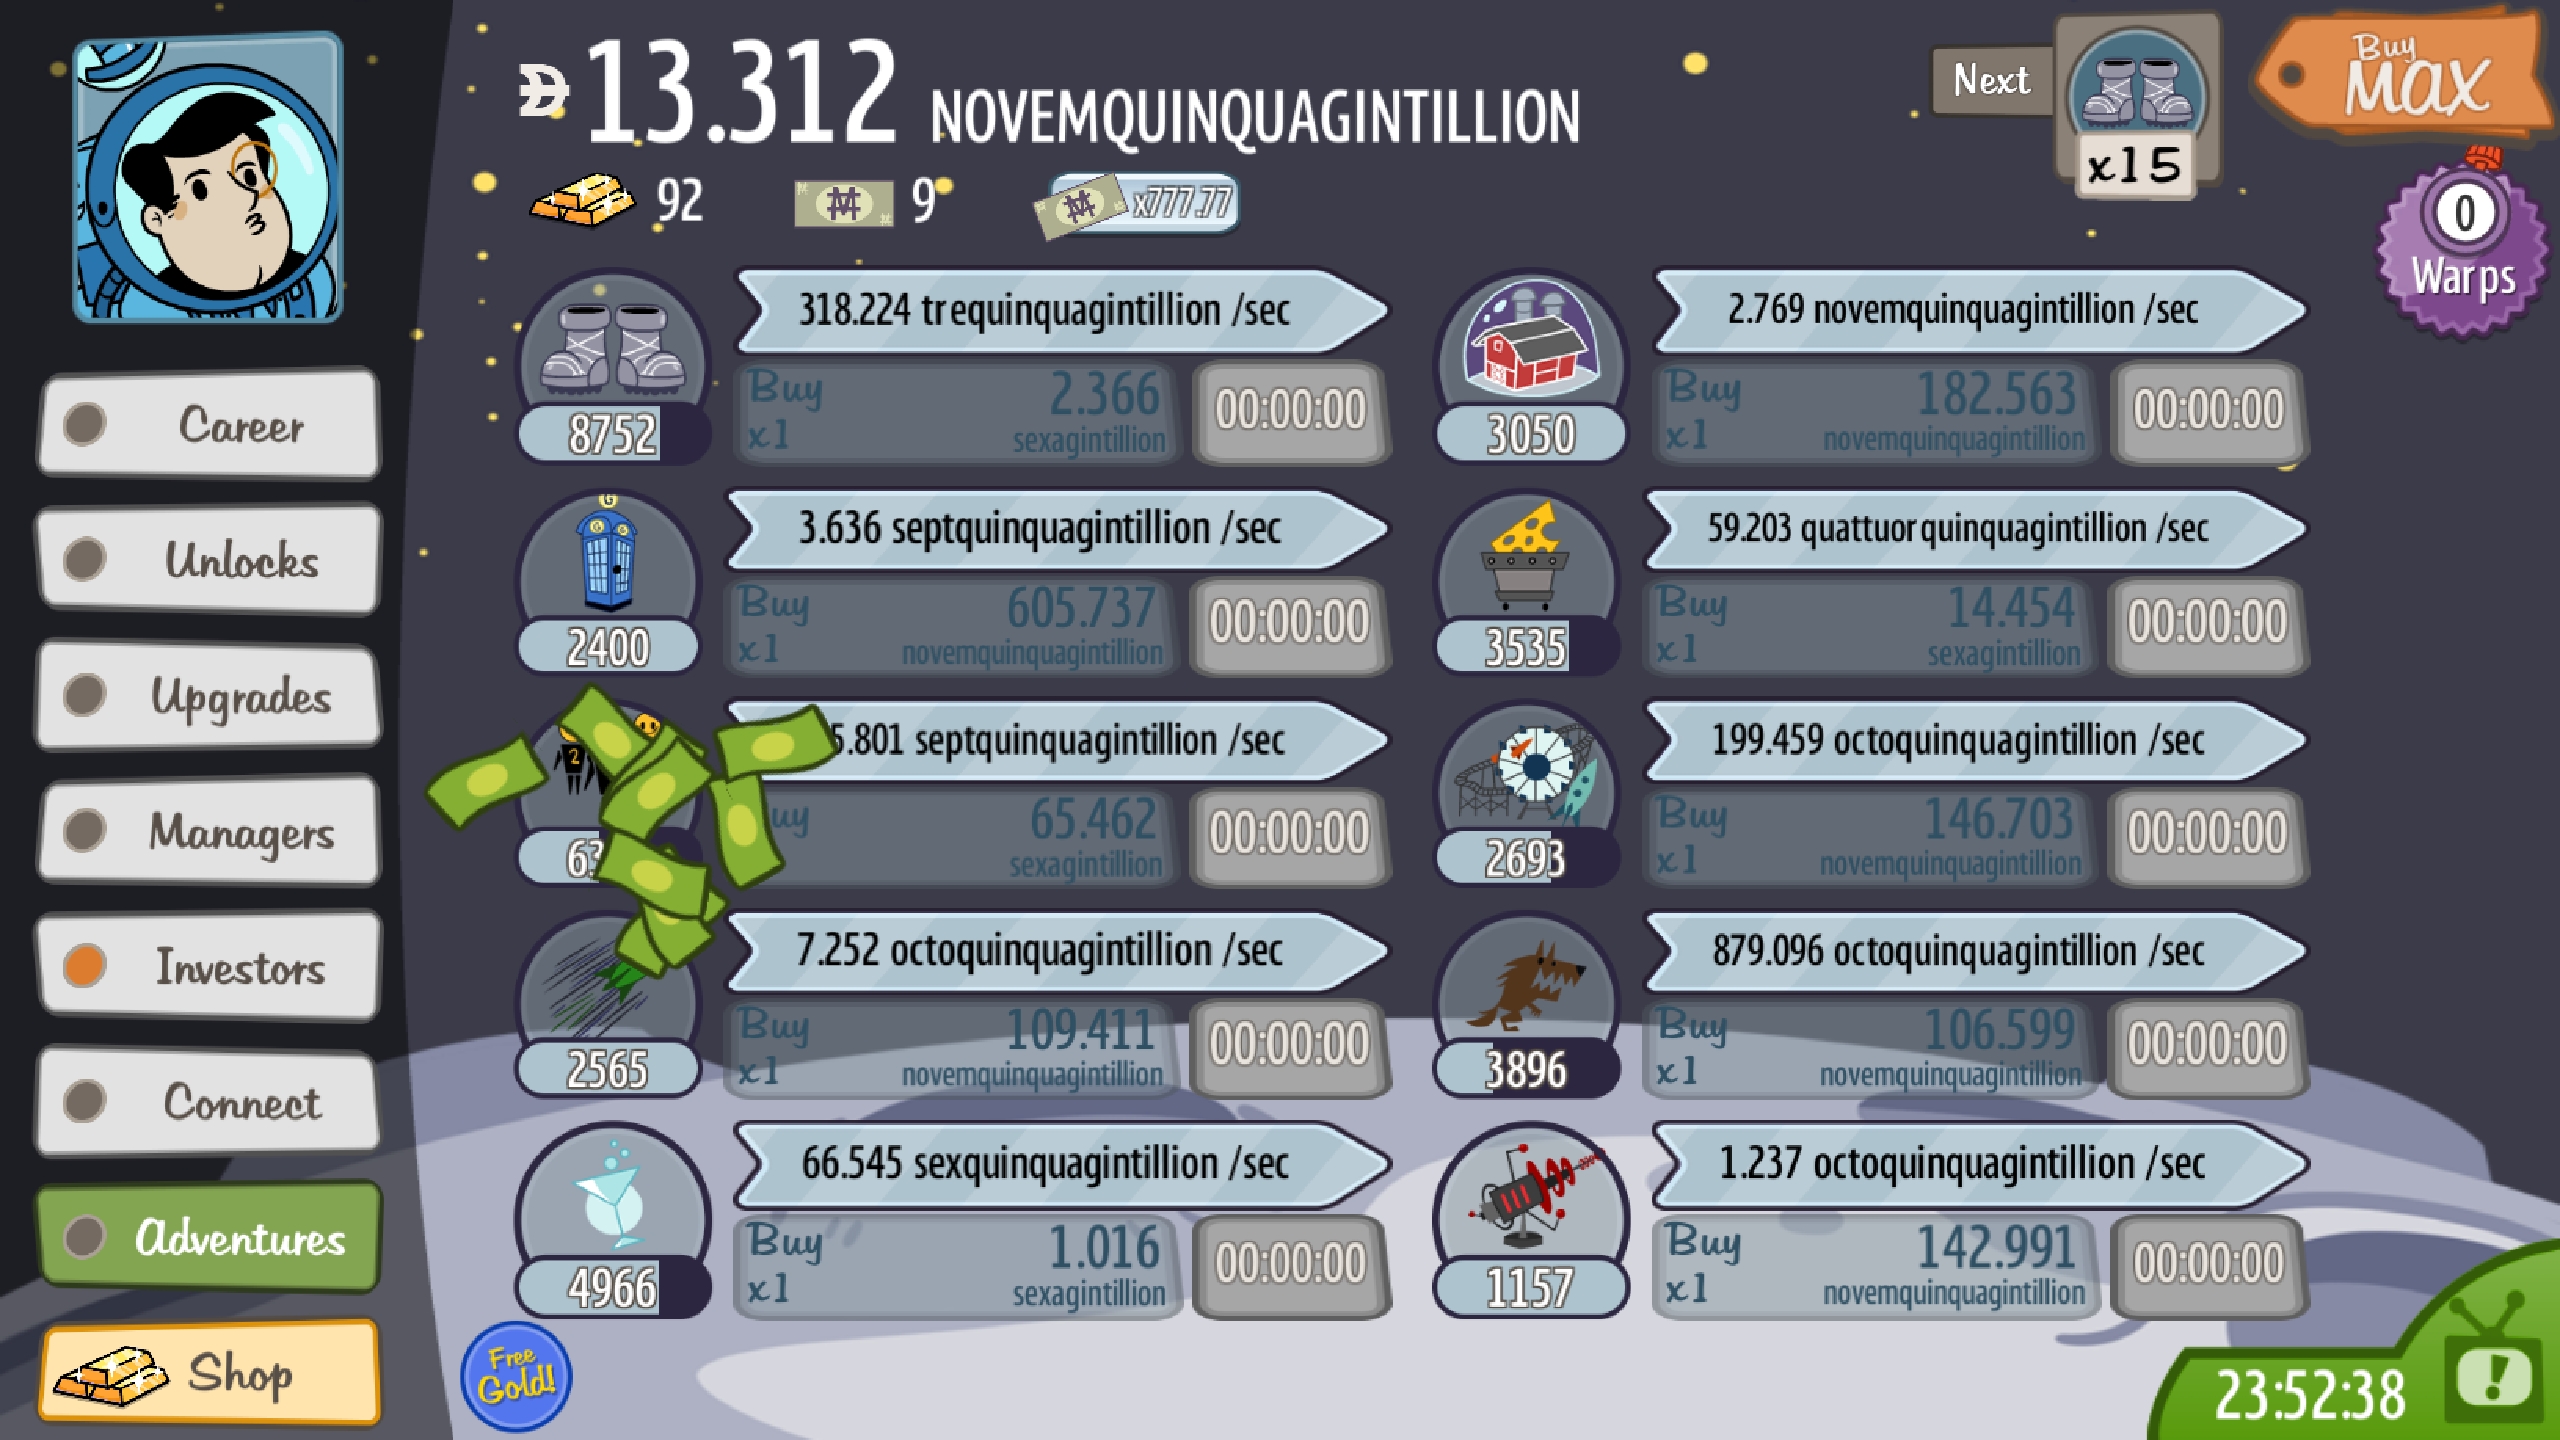 13.312 NOVEMQUINQUAGINTILLION
Next
x15
Buy
MAX
92
9
x777.77
0
Warps
Career
Unlocks
Upgrades
Managers
Investors
Connect
Adventures
Shop
318.224 trequinquagintillion /sec
Buy 2.366
x1 sexagintillion
00:00:00
8752
2.769 novemquinquagintillion /sec
Buy 182.563
x1 novemquinquagintillion
00:00:00
3050
3.636 septquinquagintillion /sec
Buy 605.737
x1 novemquinquagintillion
00:00:00
2400
59.203 quattuorquinquagintillion /sec
Buy 14.454
x1 sexagintillion
00:00:00
3535
5.801 septquinquagintillion /sec
65.462
sexagintillion
00:00:00
199.459 octoquinquagintillion /sec
Buy 146.703
x1 novemquinquagintillion
00:00:00
2693
7.252 octoquinquagintillion /sec
Buy 109.411
x1 novemquinquagintillion
00:00:00
2565
879.096 octoquinquagintillion /sec
Buy 106.599
x1 novemquinquagintillion
00:00:00
3896
66.545 sexquinquagintillion /sec
Buy 1.016
x1 sexagintillion
00:00:00
4966
1.237 octoquinquagintillion /sec
Buy 142.991
x1 novemquinquagintillion
00:00:00
1157
Free
Gold!
23:52:38